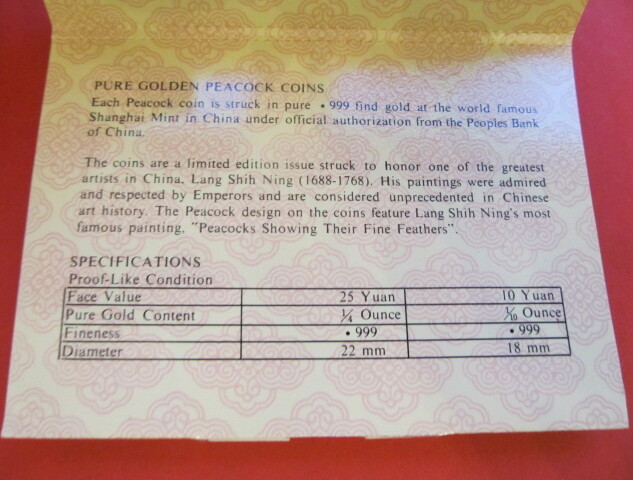 PURE GOLDEN PEACOCK COINS
Each Peacock coin is struck in pure •999 find gold at the world famous
Shanghai Mint in China under official authorization from the Peoples Bank
of China.
The coins are a limited edition issue struck to honor one of the greatest
artists in China, Lang Shih Ning (1688-1768). His paintings were admired
and respected by Emperors and are considered unprecedented in Chinese
art history. The Peacock design on the coins feature Lang Shih Ning's most
famous painting, "Peacocks Showing Their Fine Feathers".
SPECIFICATIONS
Proof-Like Condition
Face Value 25 Yuan 10 Yuan
Pure Gold Content ¼ Ounce 1/10 Ounce
Fineness •999 •999
Diameter 22 mm 18 mm